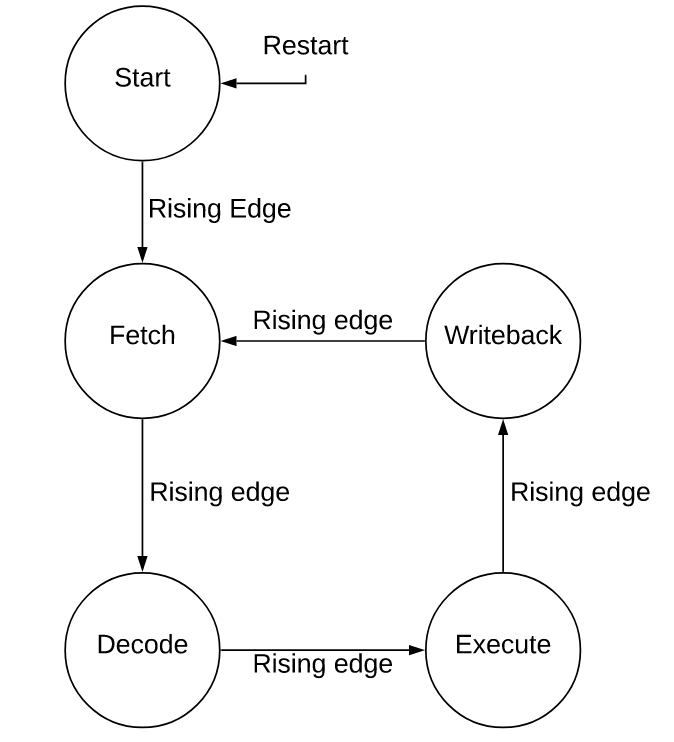 Restart
Start
Rising Edge
Rising edge
Fetch
Writeback
Rising edge
Rising edge
Decode
Execute
Rising edge